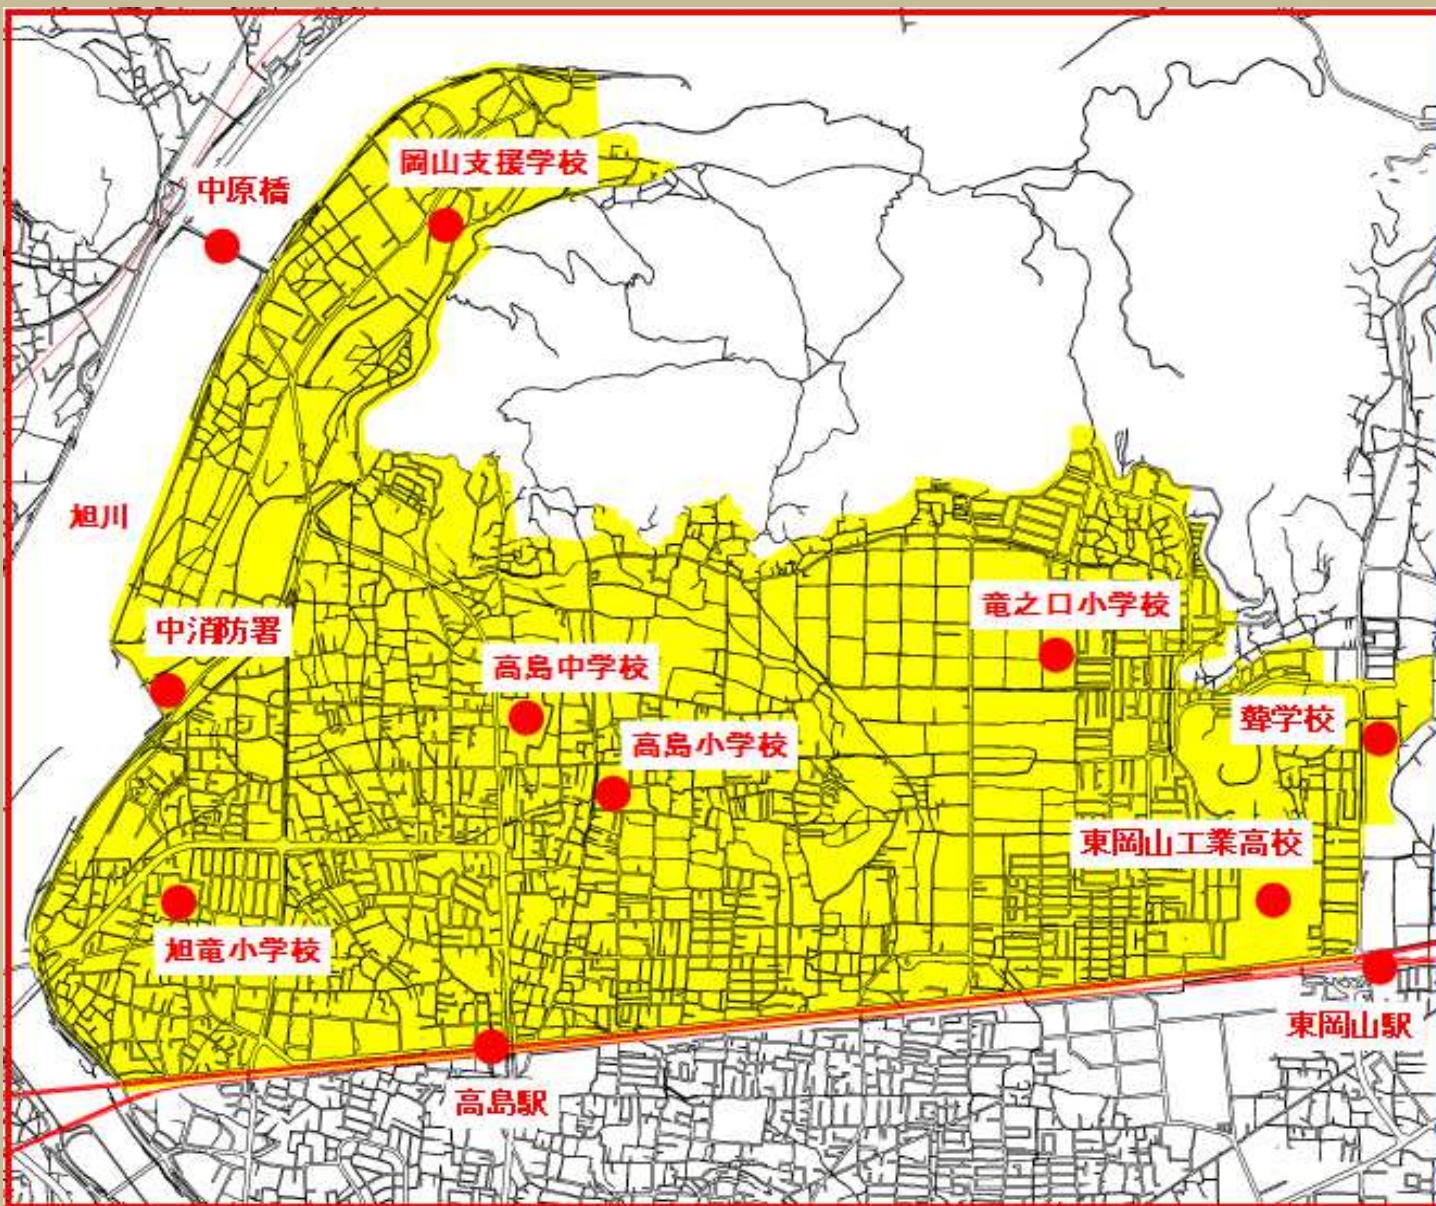 岡山支援学校
中原橋
旭川
竜之口小学校
中消防署
高島中学校
聾学校
高島小学校
東岡山工業高校
旭竜小学校
東岡山駅
高島駅